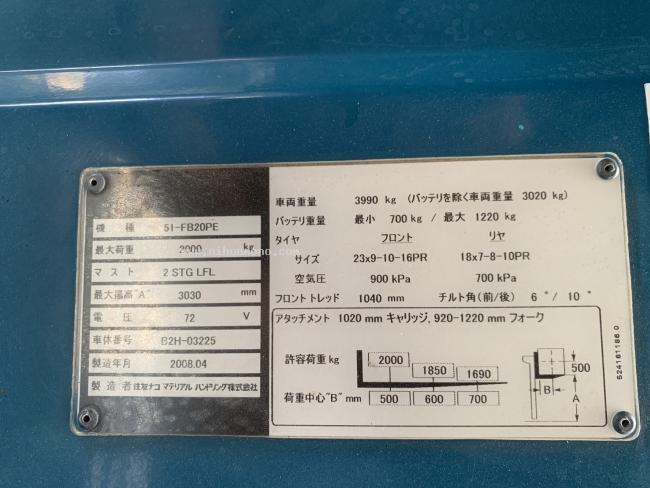 機種 51-FB20PE
最大荷重 2000 kg
マスト 2 STG LFL
最大揚高"A" 3030 mm
電圧 72 V
車体番号 B2H-03225
製造年月 2008.04
製造者 住友ナコ マテリアル ハンドリング株式会社
車両重量 3990 kg (バッテリを除く車両重量 3020 kg)
バッテリ重量 最小 700 kg / 最大 1220 kg
タイヤ フロント リヤ
サイズ 23x9-10-16PR 18x7-8-10PR
空気圧 900 kPa 700 kPa
フロントトレッド 1040 mm チルト角(前/後) 6 °/ 10 °
アタッチメント 1020 mm キャリッジ, 920-1220 mm フォーク
許容荷重 kg 2000 1850 1690
荷重中心"B" mm 500 600 700
500
B
A
524161186.0